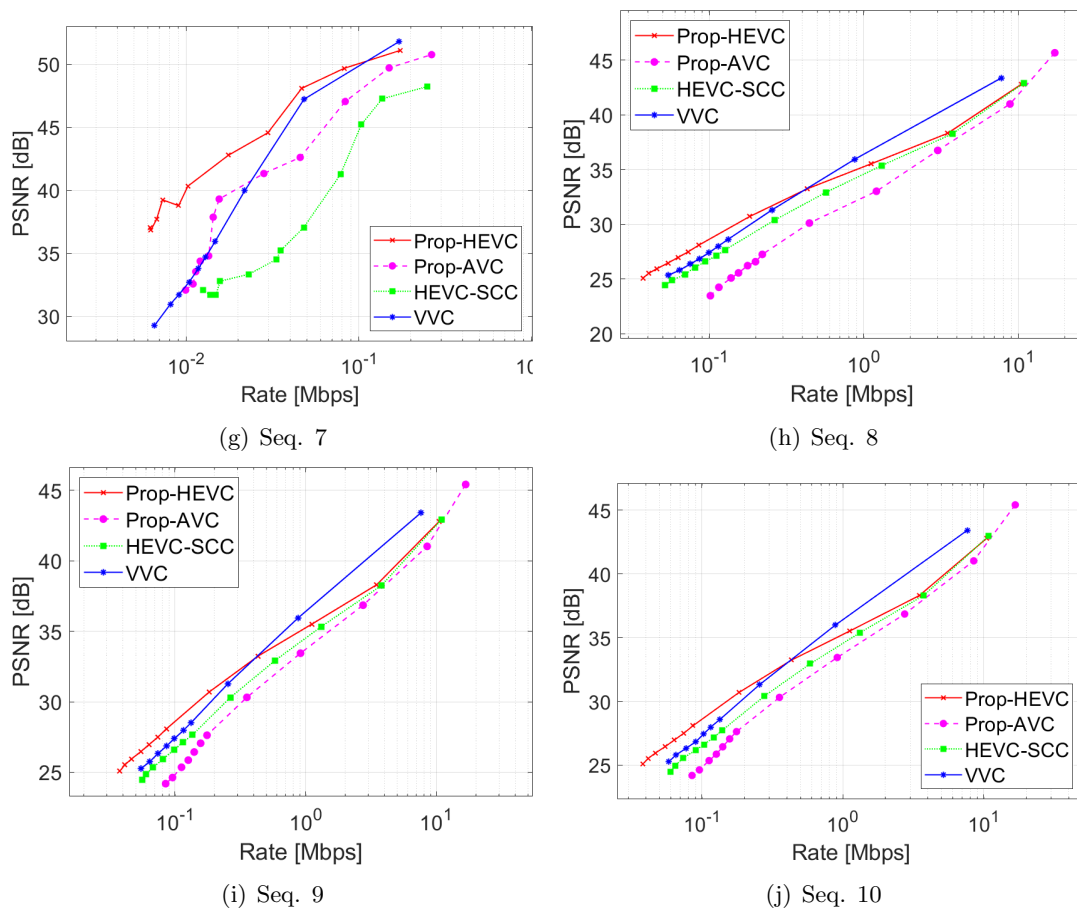 50
45
40
35
30
PSNR [dB]
Prop-HEVC
Prop-AVC
HEVC-SCC
VVC
10^-2
10^-1
10
Rate [Mbps]
(g) Seq. 7
45
40
35
30
25
20
PSNR [dB]
Prop-HEVC
Prop-AVC
HEVC-SCC
VVC
10^-1
10^0
10^1
Rate [Mbps]
(h) Seq. 8
45
40
35
30
25
PSNR [dB]
Prop-HEVC
Prop-AVC
HEVC-SCC
VVC
10^-1
10^0
10^1
Rate [Mbps]
(i) Seq. 9
45
40
35
30
25
PSNR [dB]
Prop-HEVC
Prop-AVC
HEVC-SCC
VVC
10^-1
10^0
10^1
Rate [Mbps]
(j) Seq. 10